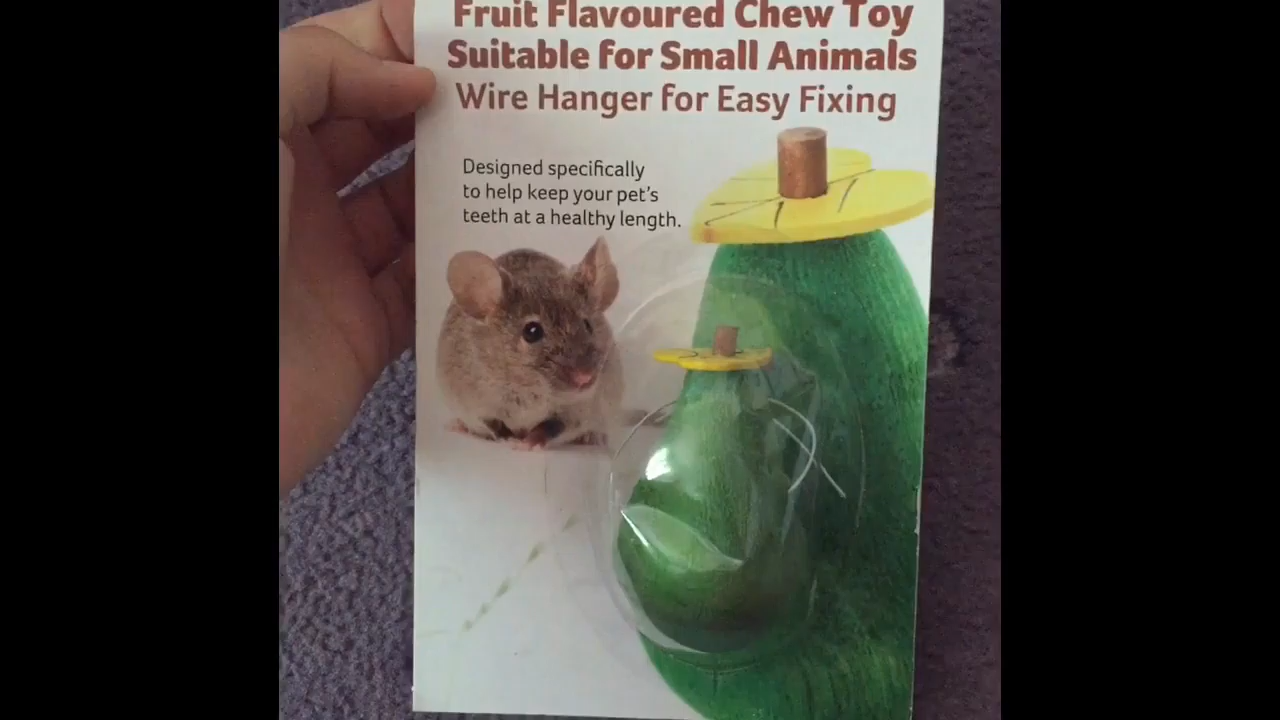 Fruit Flavoured Chew Toy
Suitable for Small Animals
Wire Hanger for Easy Fixing
Designed specifically
to help keep your pet's
teeth at a healthy length.